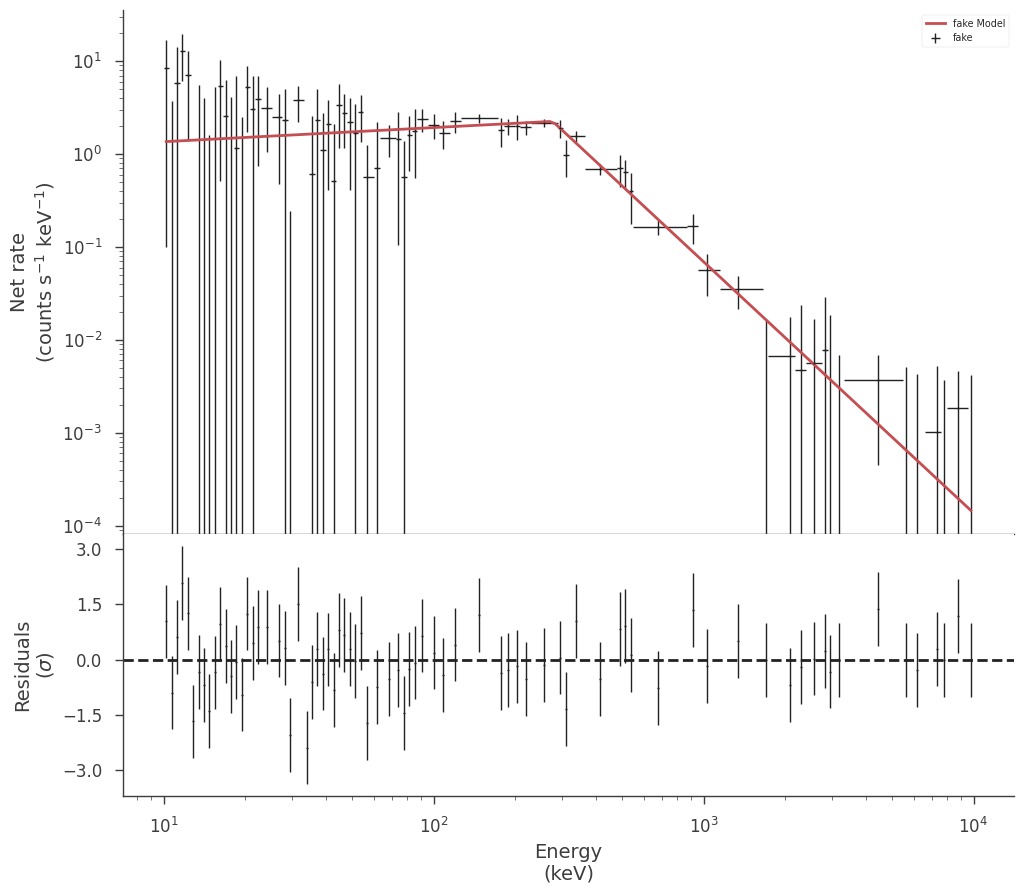 fake Model
fake
10¹
10⁰
10⁻¹
10⁻²
10⁻³
10⁻⁴
Net rate
(counts s⁻¹ keV⁻¹)
3.0
1.5
0.0
−1.5
−3.0
Residuals
(σ)
10¹ 10² 10³ 10⁴
Energy
(keV)